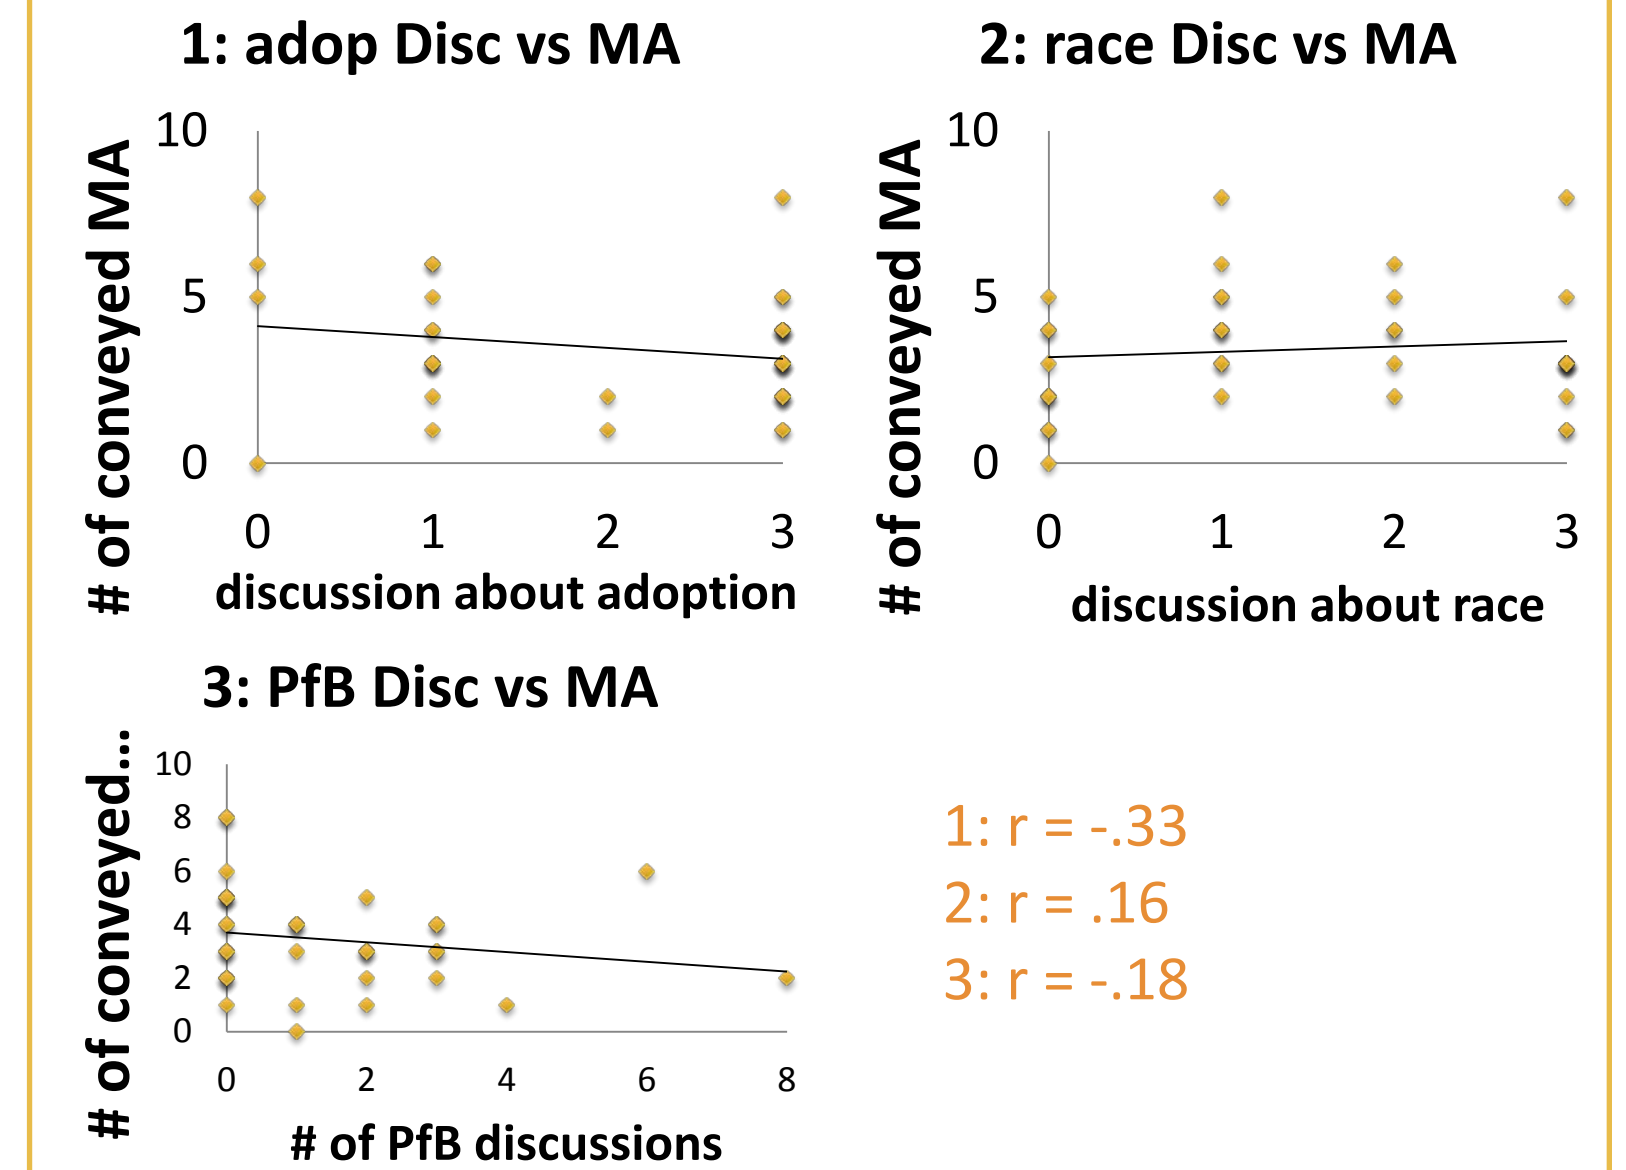 1: adop Disc vs MA
# of conveyed MA
10
5
0
0 1 2 3
discussion about adoption
2: race Disc vs MA
# of conveyed MA
10
5
0
0 1 2 3
discussion about race
3: PfB Disc vs MA
# of conveyed...
10
8
6
4
2
0
0 2 4 6 8
# of PfB discussions
1: r = -.33
2: r = .16
3: r = -.18